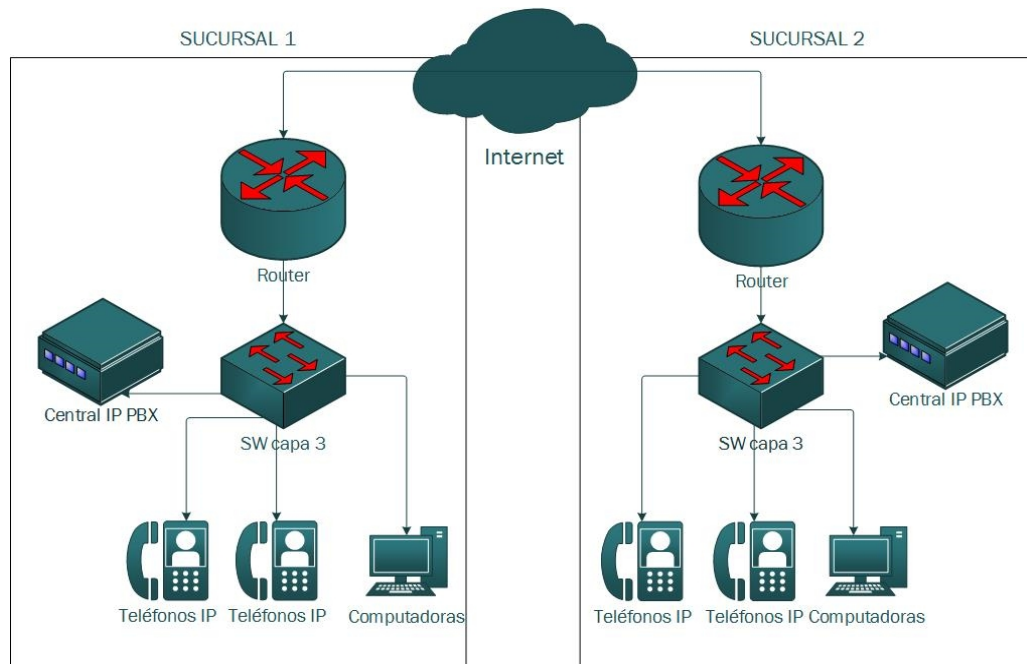 SUCURSAL 1
SUCURSAL 2
Internet
Router
Router
Central IP PBX
SW capa 3
Central IP PBX
SW capa 3
Teléfonos IP
Teléfonos IP
Computadoras
Teléfonos IP
Teléfonos IP
Computadoras